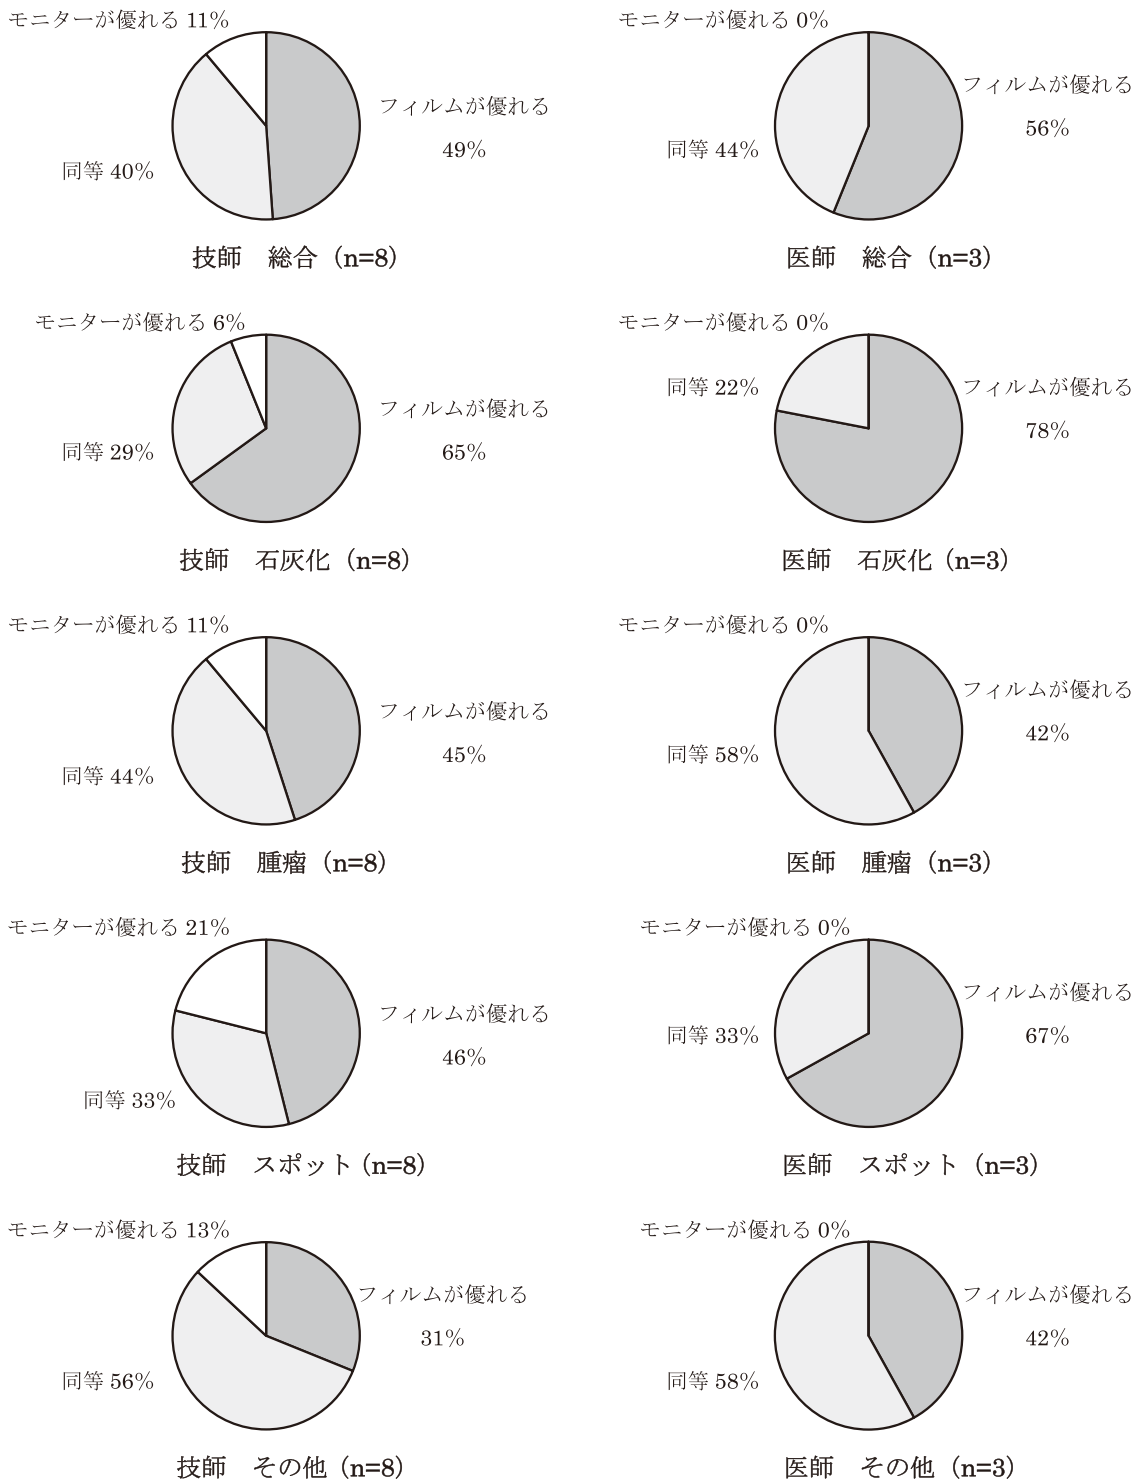 モニターが優れる 11%
フィルムが優れる
49%
同等 40%
技師　総合（n=8）
モニターが優れる 0%
フィルムが優れる
56%
同等 44%
医師　総合（n=3）
モニターが優れる 6%
フィルムが優れる
65%
同等 29%
技師　石灰化（n=8）
モニターが優れる 0%
同等 22%
フィルムが優れる
78%
医師　石灰化（n=3）
モニターが優れる 11%
フィルムが優れる
45%
同等 44%
技師　腫瘤（n=8）
モニターが優れる 0%
フィルムが優れる
42%
同等 58%
医師　腫瘤（n=3）
モニターが優れる 21%
フィルムが優れる
46%
同等 33%
技師　スポット（n=8）
モニターが優れる 0%
フィルムが優れる
67%
同等 33%
医師　スポット（n=3）
モニターが優れる 13%
フィルムが優れる
31%
同等 56%
技師　その他（n=8）
モニターが優れる 0%
フィルムが優れる
42%
同等 58%
医師　その他（n=3）